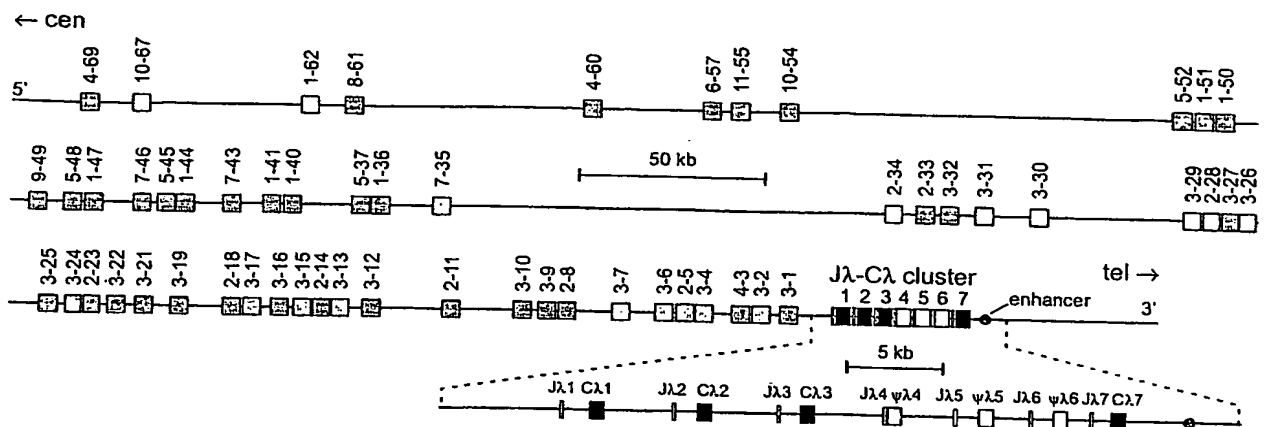 ← cen
5'
4-69 10-67 1-62 8-61 4-60 6-57 11-55 10-54 5-52 1-51 1-50
50 kb
9-49 5-48 1-47 7-46 5-45 1-44 7-43 1-41 1-40 5-37 1-36 7-35 2-34 2-33 3-32 3-31 3-30 3-29 2-28 3-27 3-26
3-25 3-24 2-23 3-22 3-21 3-19 2-18 3-17 3-16 3-15 2-14 3-13 3-12 2-11 3-10 3-9 2-8 3-7 3-6 2-5 3-4 4-3 3-2 3-1
Jλ-Cλ cluster
tel →
1 2 3 4 5 6 7
enhancer
3'
5 kb
Jλ1 Cλ1 Jλ2 Cλ2 Jλ3 Cλ3 Jλ4 ψλ4 Jλ5 ψλ5 Jλ6 ψλ6 Jλ7 Cλ7